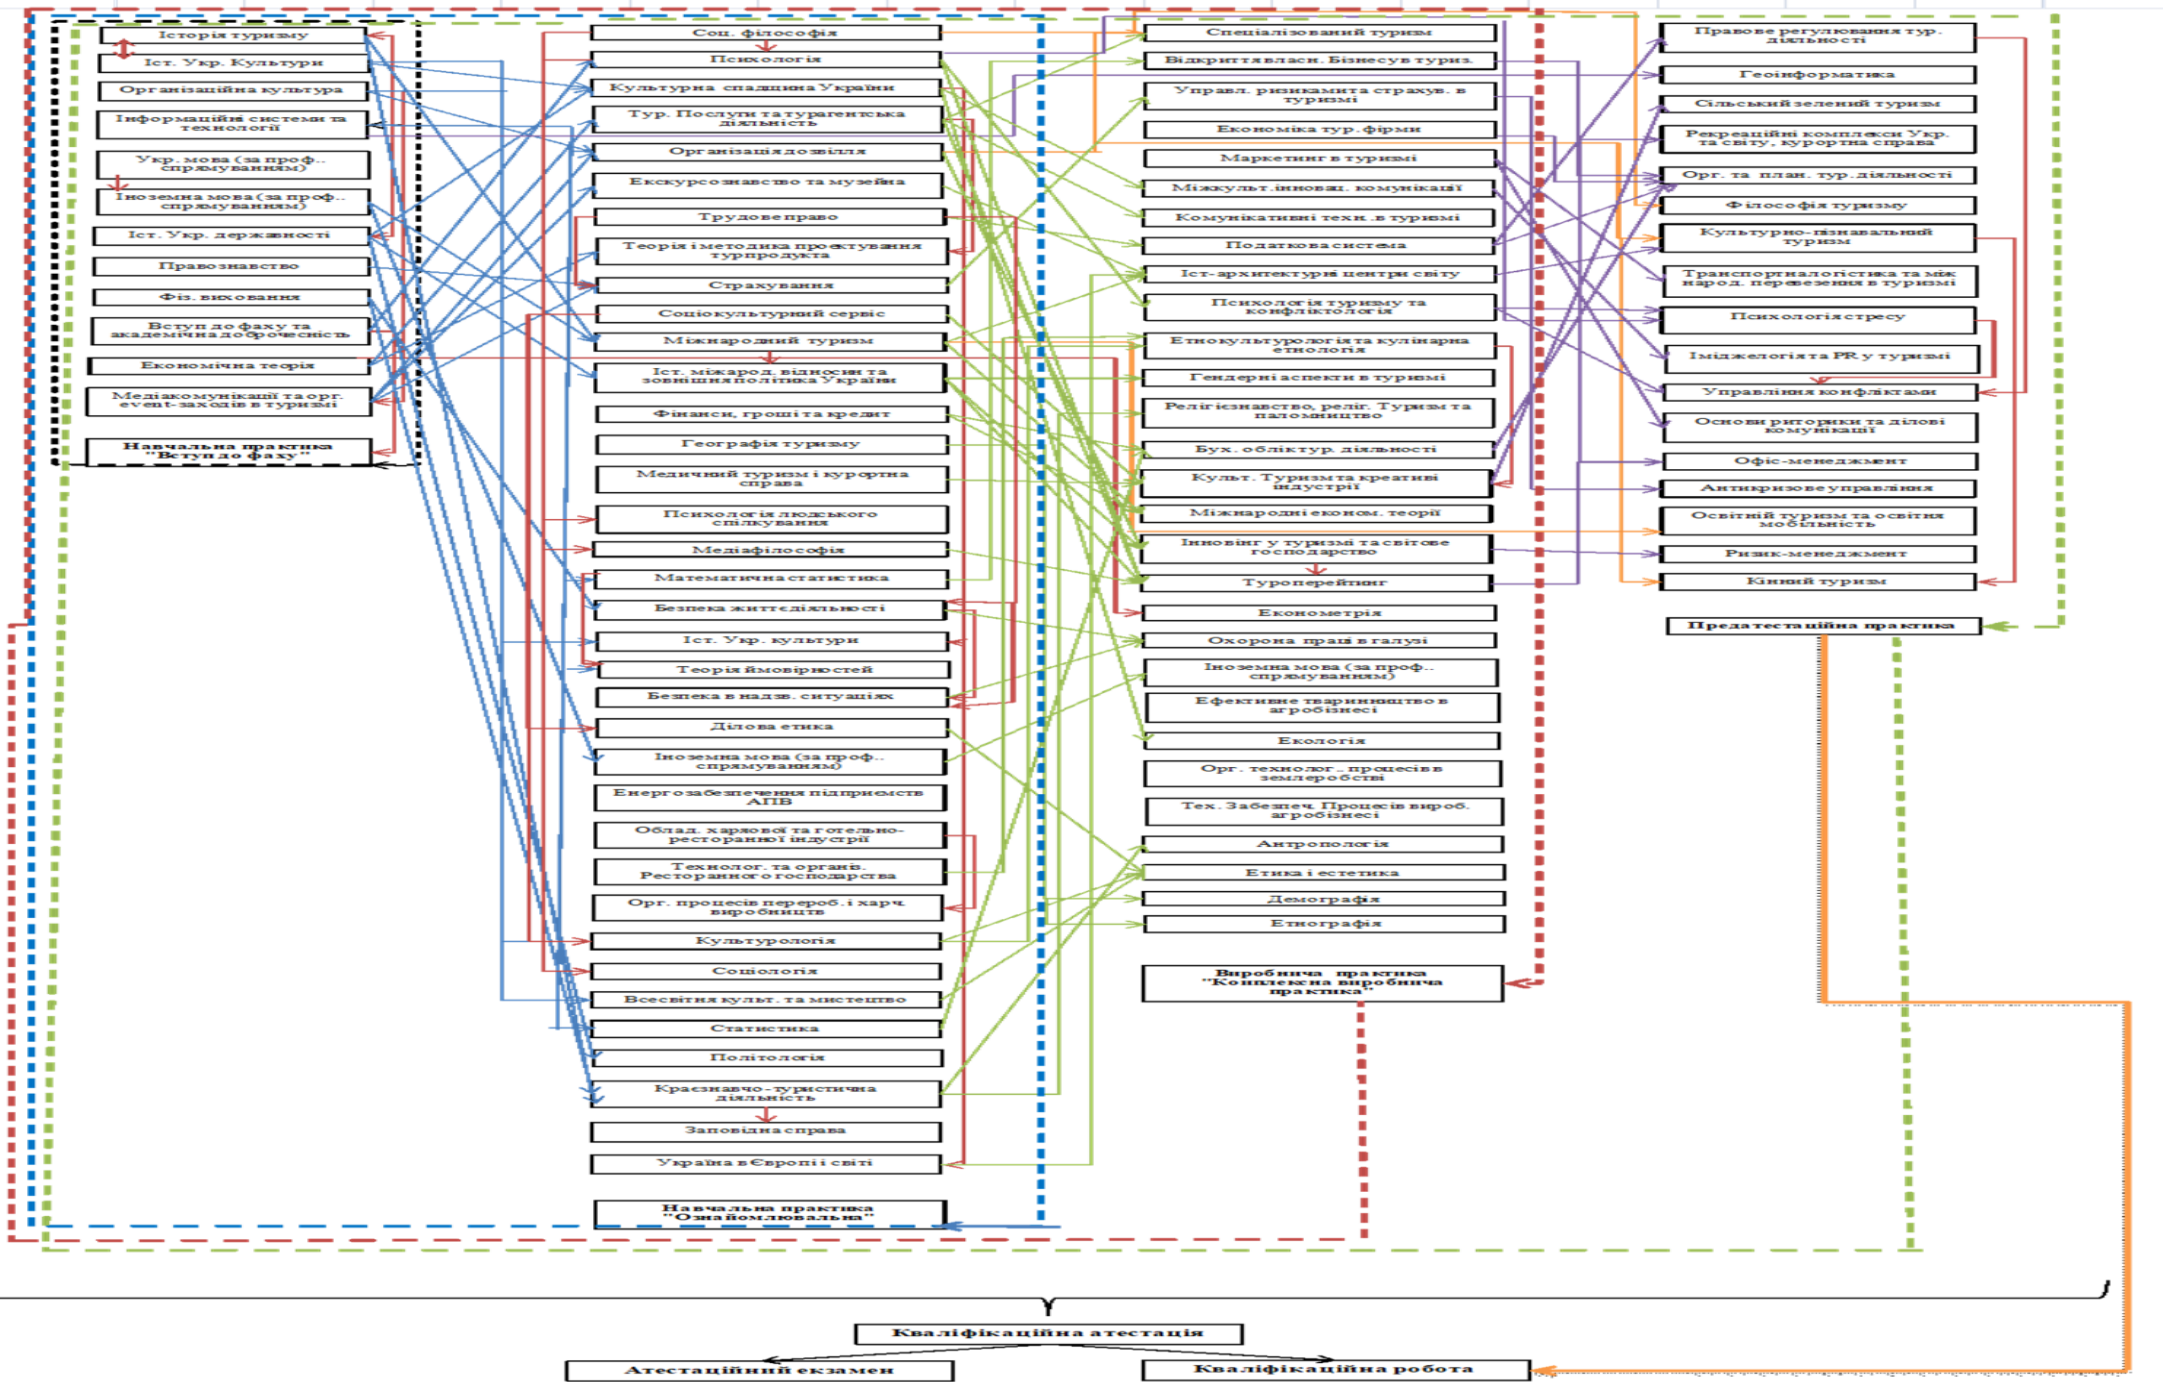 Історія туризму
Іст. Укр. Культури
Організаційна культура
Інформаційні системи та
технології
Укр. мова (за проф..
спрямуванням)
Іноземна мова (за проф..
спрямуванням)
Іст. Укр. державності
Правознавство
Фіз. виховання
Вступ до фаху та
академічна доброчесність
Економічна теорія
Медіакомунікації та орг.
event-заходів в туризмі
Навчальна практика
"Вступ до фаху"
Соц. філософія
Психологія
Культурна спадщина України
Тур. Послуги та турагентська
діяльність
Організація дозвілля
Екскурсознавство та музейна
Трудове право
Теорія і методика проектування
турпродукта
Страхування
Соціокультурний сервіс
Міжнародний туризм
Іст. міжарод. відносин та
зовнішня політика України
Фінанси, гроші та кредит
Географія туризму
Медичний туризм і курортна
справа
Психологія людського
спілкування
Медіафілософія
Математична статистика
Безпека життєдіяльності
Іст. Укр. культури
Теорія ймовірностей
Безпека в надзв. ситуаціях
Ділова етика
Іноземна мова (за проф..
спрямуванням)
Енергозабезпечення підприємств
АПВ
Облад. харчової та готельно-
ресторанної індустрії
Технолог. та організ.
Ресторанного господарства
Орг. процесів перероб. і харч.
виробництв
Культурологія
Соціологія
Всесвітня культ. та мистецтво
Статистика
Політологія
Краєзнавчо-туристична
діяльність
Заповідна справа
Україна в Європі і світі
Навчальна практика
"Ознайомлювальна"
Спеціалізований туризм
Відкриття власн. Бізнесу в туриз.
Управл. ризиками та страхув. в
туризмі
Економіка тур. фірми
Маркетинг в туризмі
Міжкульт.інновац. комунікації
Комунікативні техн. в туризмі
Податкова система
Іст-архитектурні центри світу
Психологія туризму та
конфліктологія
Етнокультурологія та кулінарна
етнологія
Гендерні аспекти в туризмі
Релігієзнавство, реліг. Туризм та
паломництво
Бух. облік тур. діяльності
Культ. Туризм та креативі
індустрії
Міжнародні економ. теорії
Інновінг у туризмі та світове
господарство
Туроперейтинг
Економетрія
Охорона праці в галузі
Іноземна мова (за проф..
спрямуванням)
Ефективне тваринництво в
агробізнесі
Екологія
Орг. технолог.. процесів в
землеробстві
Тех. Забезпеч. Процесів вироб.
агробізнесі
Антропологія
Етика і естетика
Демографія
Етнографія
Виробнича практика
"Комплексна виробнича
практика"
Правове регулювання тур.
діяльності
Геоінформатика
Сільський зелений туризм
Рекреаційні комплекси Укр.
та світу, курортна справа
Орг. та план. тур.діяльності
Філософія туризму
Культурно-пізнавальний
туризм
Транспортна логістика та між
народ. перевезення в туризмі
Психологія стресу
Іміджелогія та PR у туризмі
Управління конфліктами
Основи риторики та ділові
комунікації
Офіс-менеджмент
Антикризове управління
Освітній туризм та освітня
мобільність
Ризик-менеджмент
Кінний туризм
Предатестаційна практика
Кваліфікаційна атестація
Атестаційний екзамен
Кваліфікаційна робота